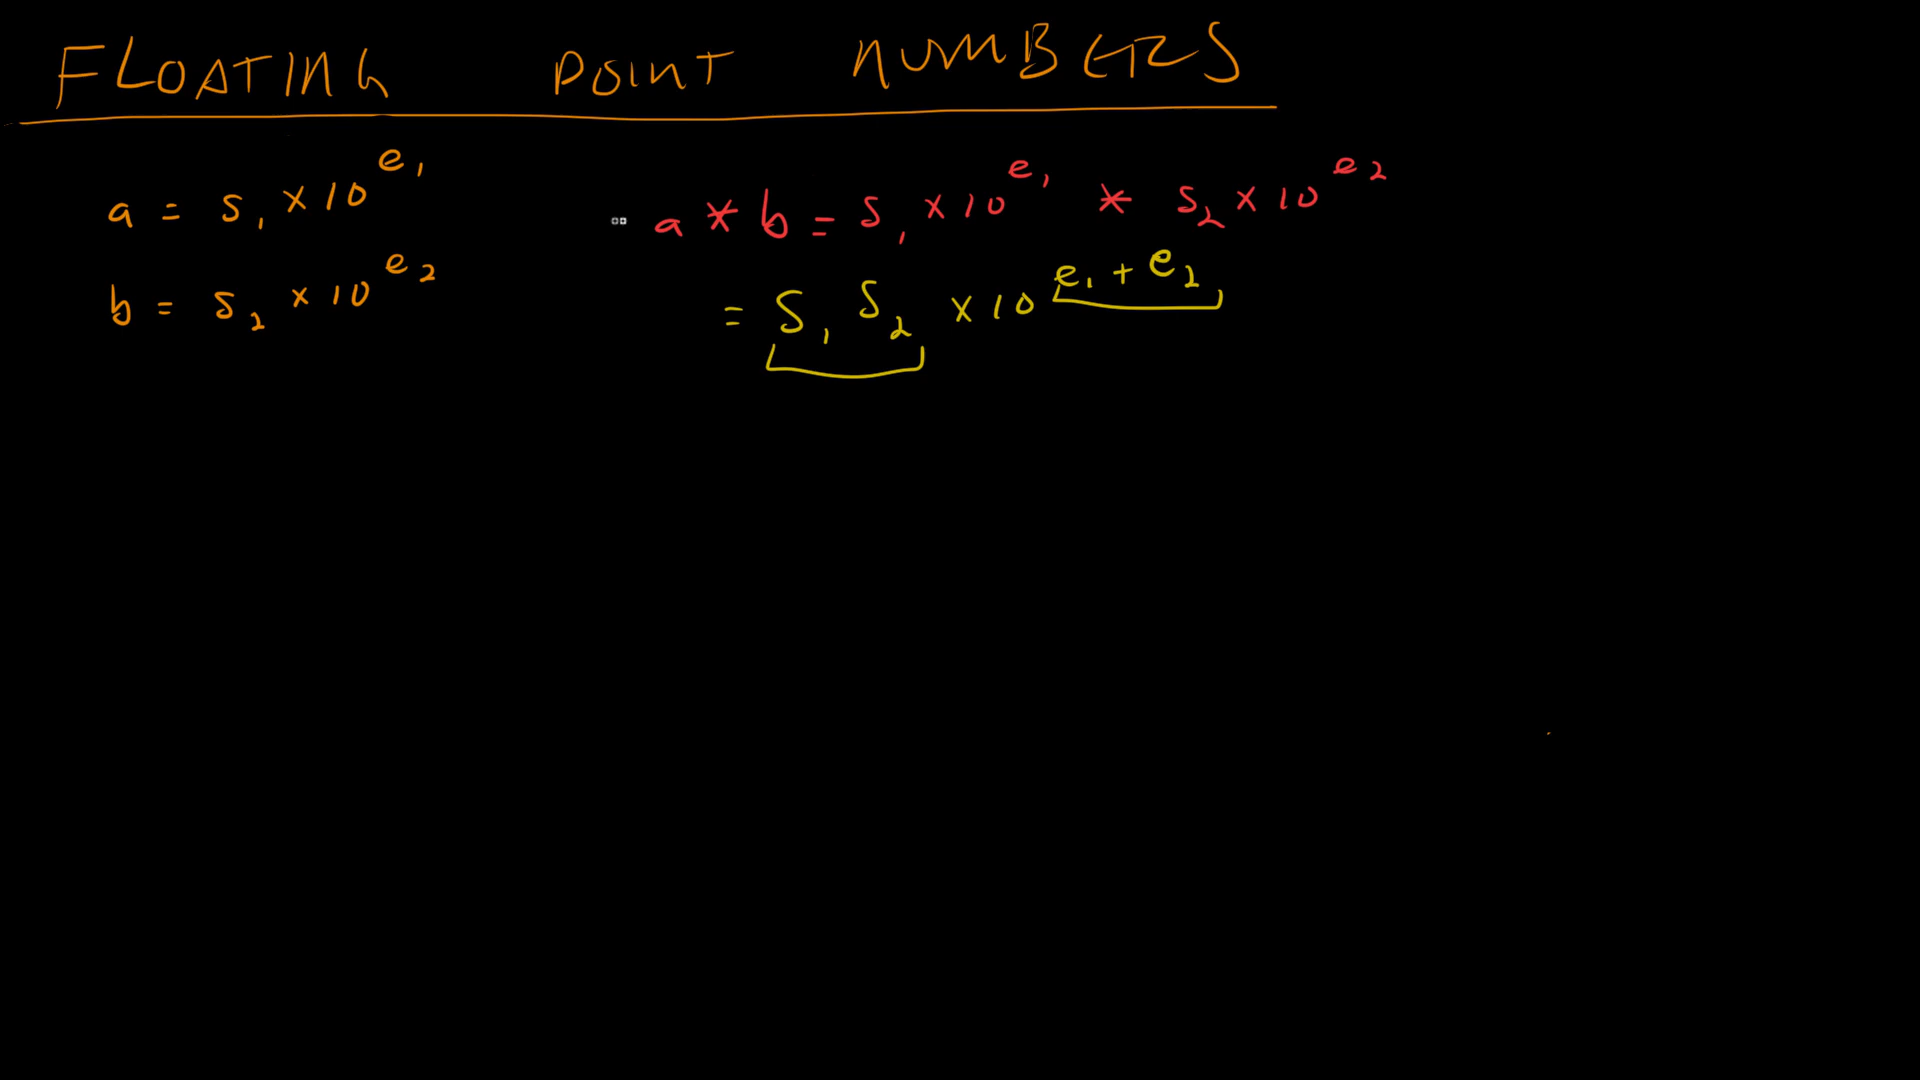 FLOATING POINT NUMBERS
a = s₁ × 10^e₁
b = s₂ × 10^e₂
a * b = s₁ × 10^e₁ * s₂ × 10^e₂
= s₁ s₂ × 10^e₁ + e₂